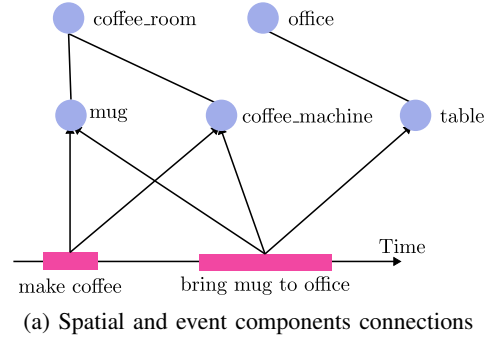 coffee_room
office
mug
coffee_machine
table
Time
make coffee
bring mug to office
(a) Spatial and event components connections